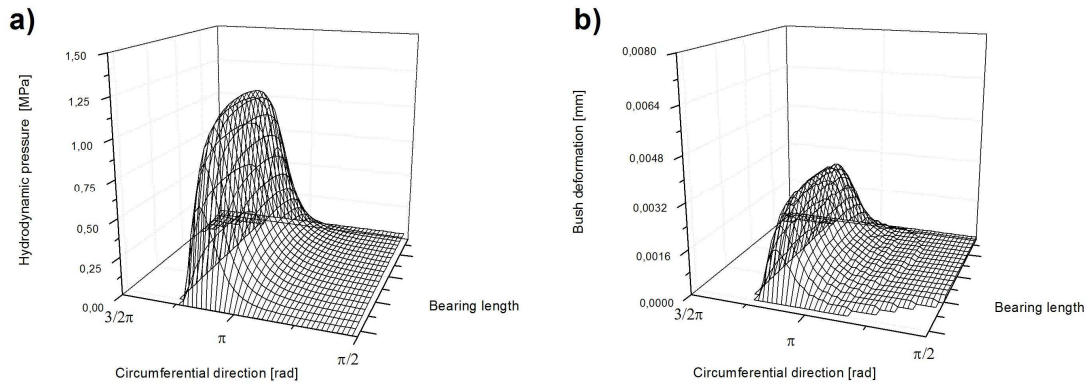 a)
Hydrodynamic pressure [MPa]
1,50
1,25
1,00
0,75
0,50
0,25
0,00
3/2π
π
π/2
Bearing length
Circumferential direction [rad]
b)
Bush deformation [mm]
0,0080
0,0064
0,0048
0,0032
0,0016
0,0000
3/2π
π
π/2
Bearing length
Circumferential direction [rad]